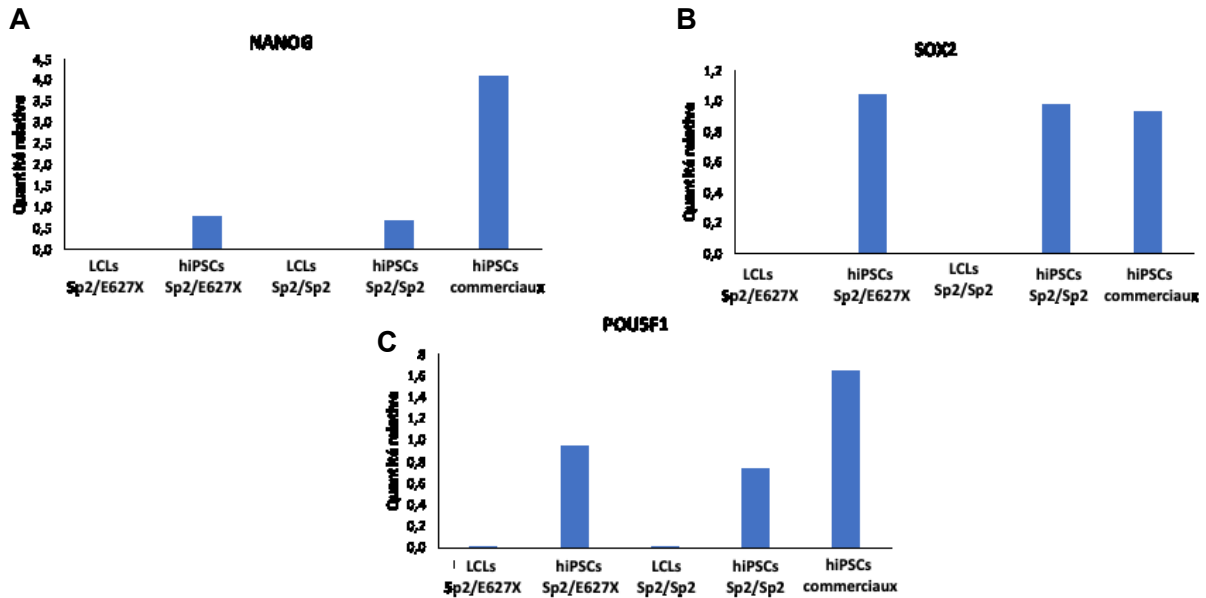 A
NANOG
Quantité relative
4,5
4,0
3,5
3,0
2,5
2,0
1,5
1,0
0,5
0,0
LCLs hiPSCs LCLs hiPSCs hiPSCs
Sp2/E627X Sp2/E627X Sp2/Sp2 Sp2/Sp2 commerciaux
B
SOX2
Quantité relative
1,2
1,0
0,8
0,6
0,4
0,2
0,0
LCLs hiPSCs LCLs hiPSCs hiPSCs
Sp2/E627X Sp2/E627X Sp2/Sp2 Sp2/Sp2 commerciaux
C
POU5F1
Quantité relative
1,6
1,4
1,2
1,0
0,8
0,6
0,4
0,2
0,0
LCLs hiPSCs LCLs hiPSCs hiPSCs
Sp2/E627X Sp2/E627X Sp2/Sp2 Sp2/Sp2 commerciaux